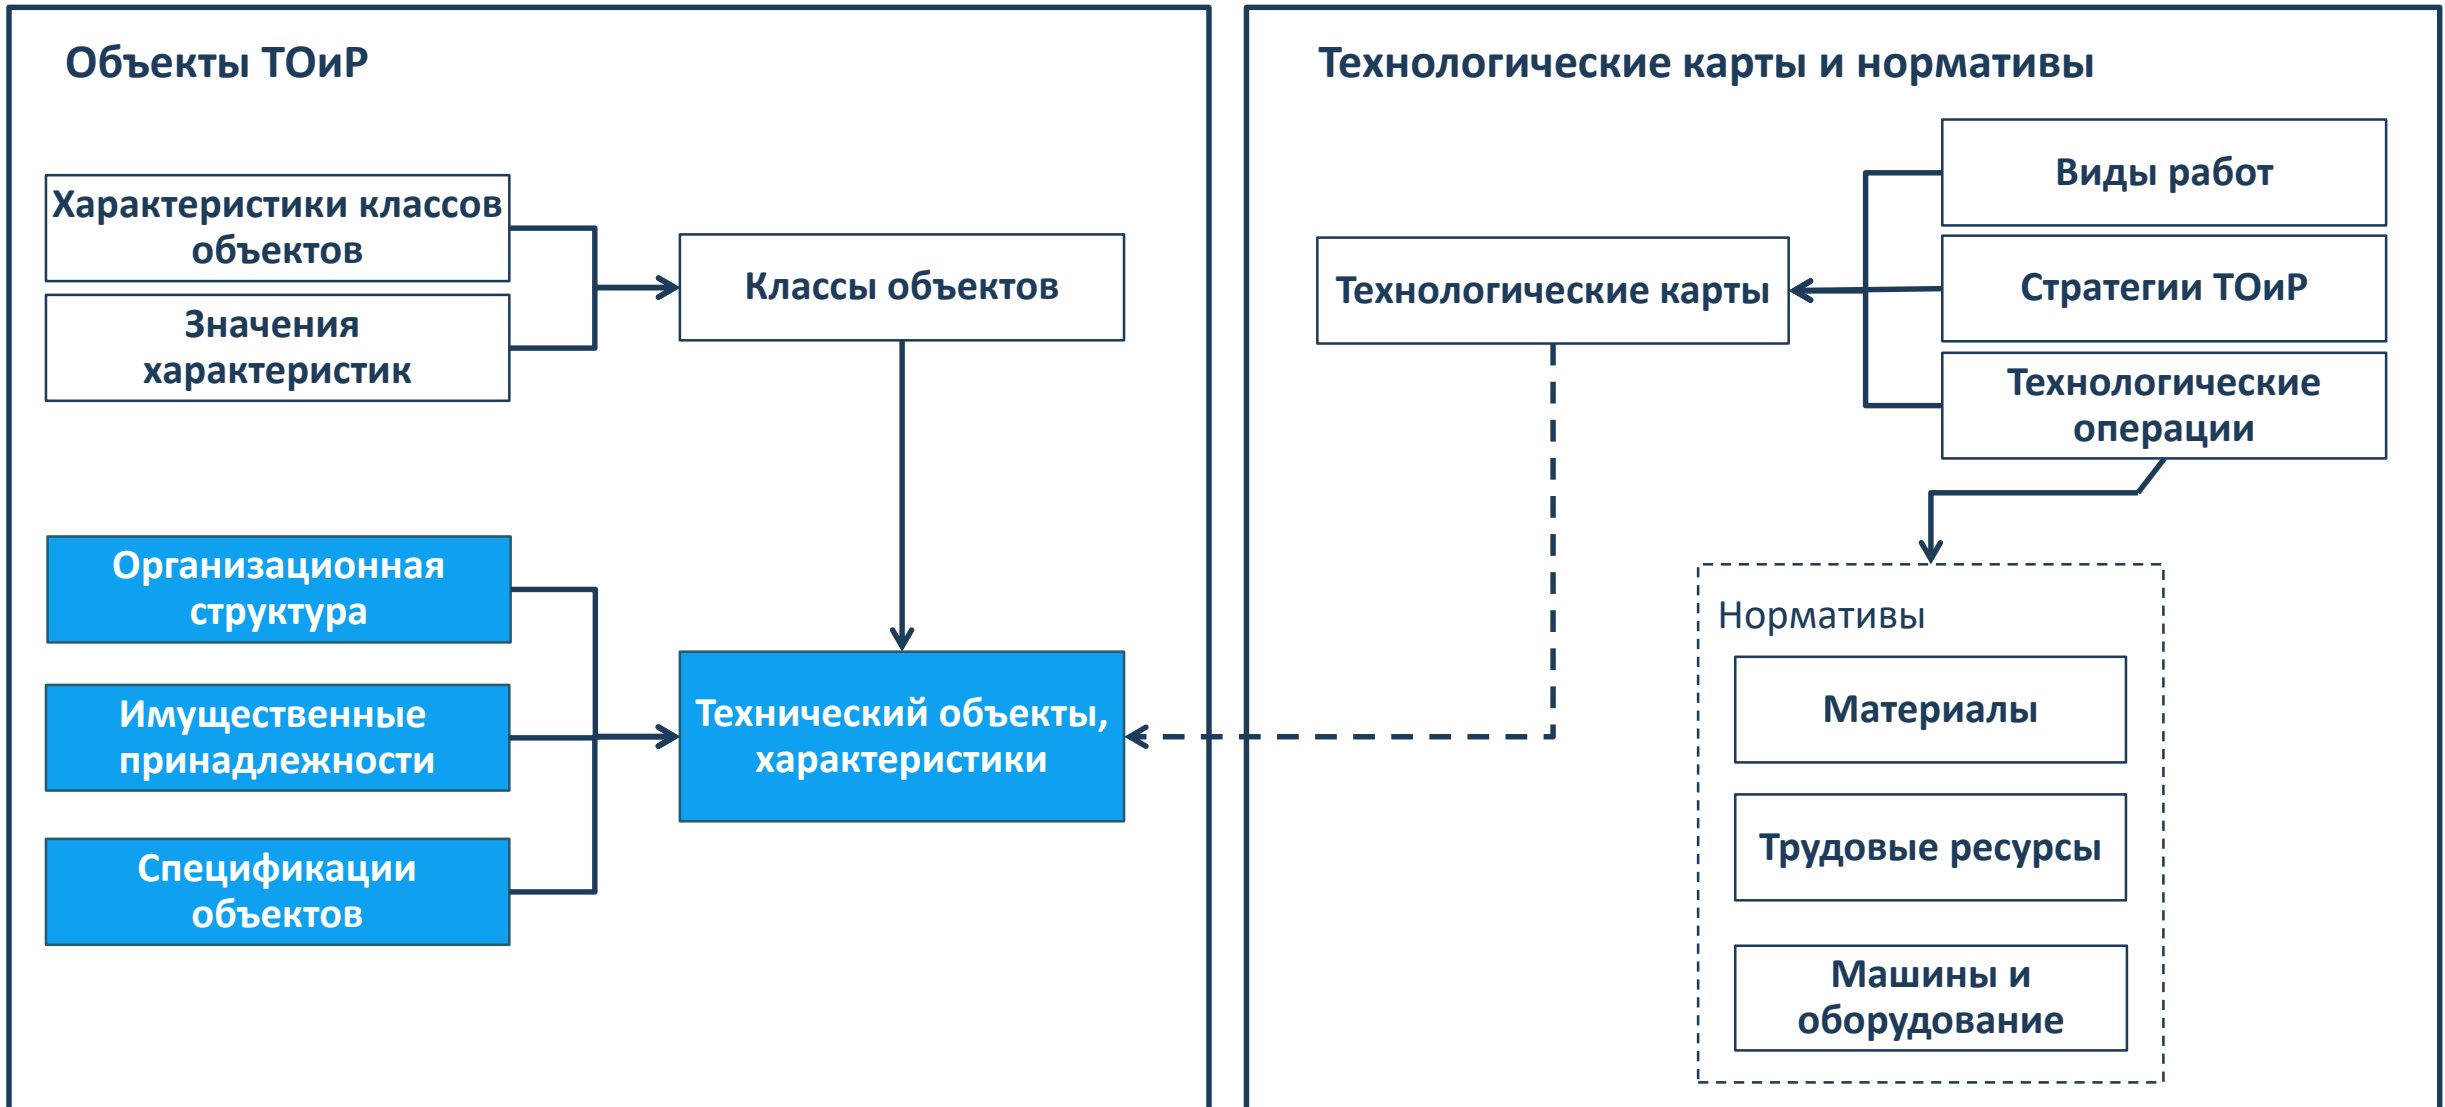 Объекты ТОиР
Характеристики классов
объектов
Значения
характеристик
Классы объектов
Организационная
структура
Имущественные
принадлежности
Спецификации
объектов
Технический объекты,
характеристики
Технологические карты и нормативы
Виды работ
Стратегии ТОиР
Технологические
операции
Технологические карты
Нормативы
Материалы
Трудовые ресурсы
Машины и
оборудование